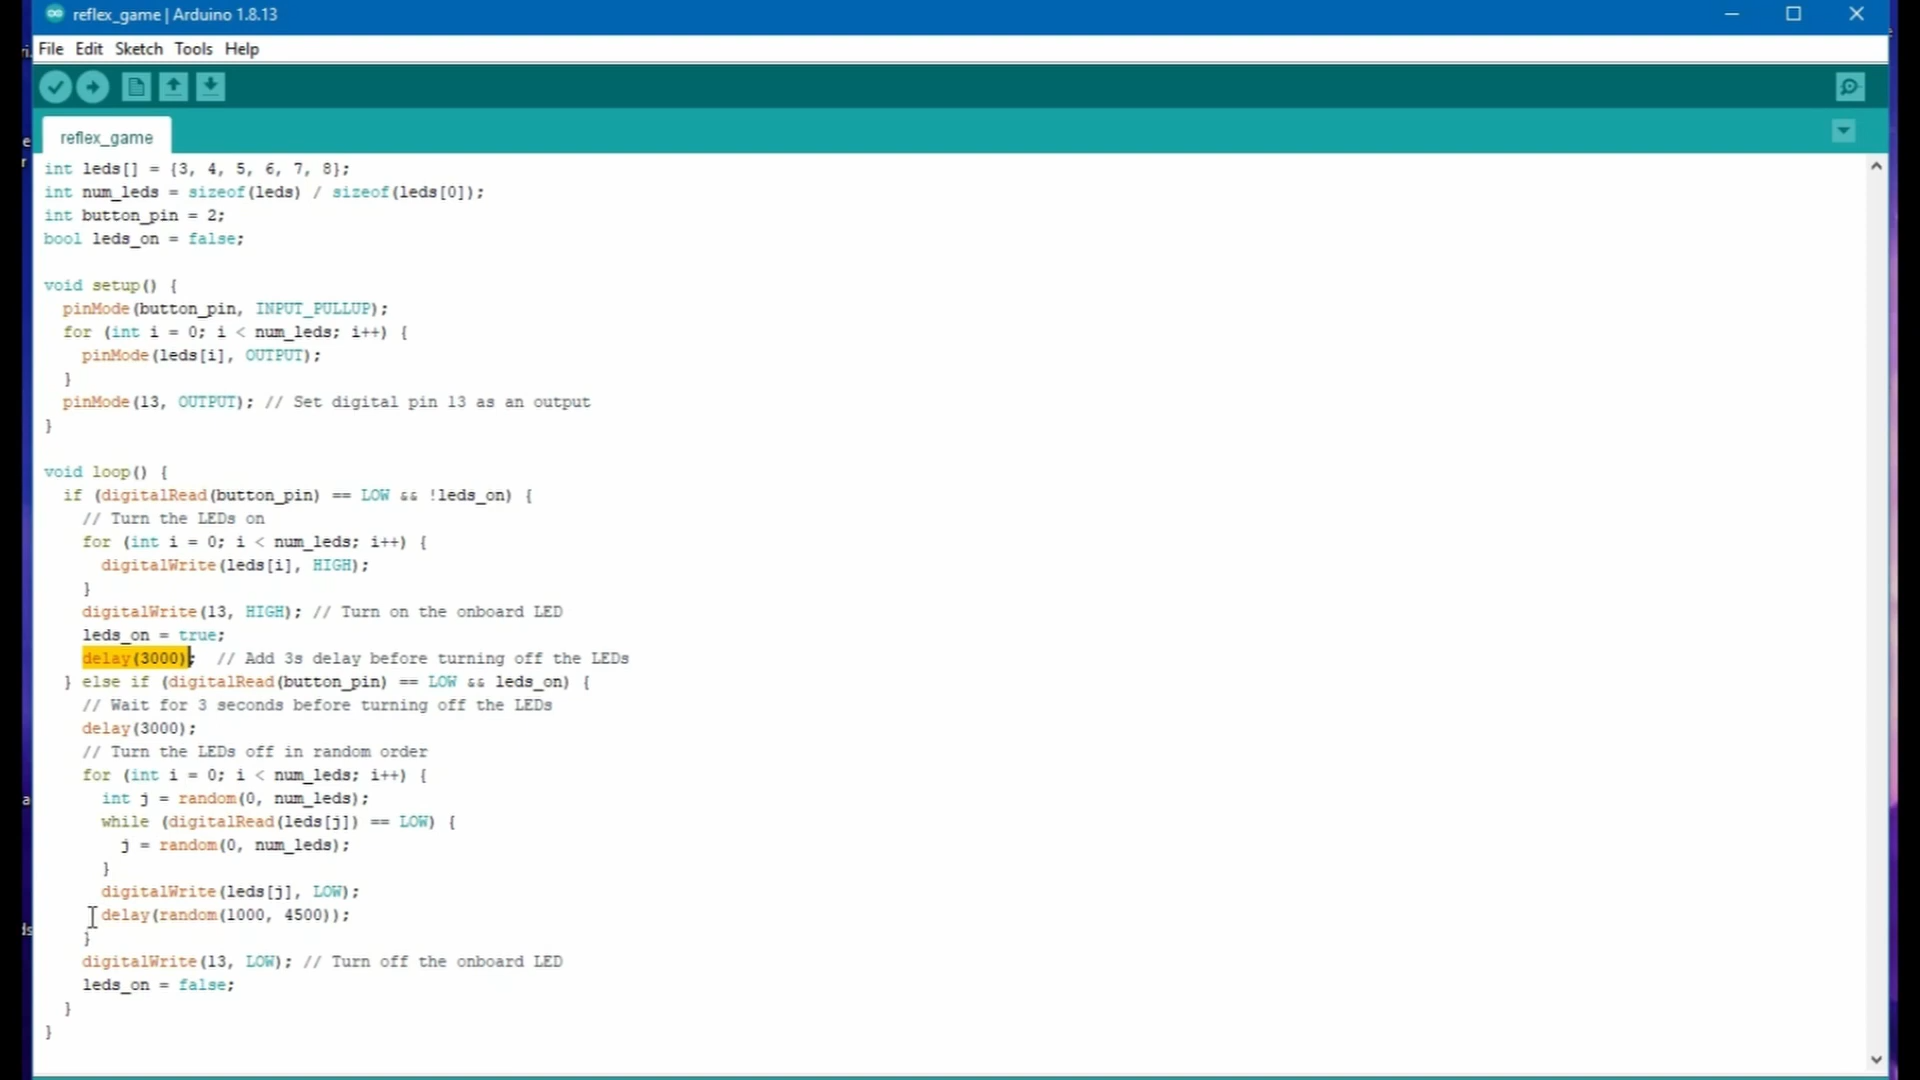 reflex_game | Arduino 1.8.13
File Edit Sketch Tools Help
reflex_game
int leds[] = {3, 4, 5, 6, 7, 8};
int num_leds = sizeof(leds) / sizeof(leds[0]);
int button_pin = 2;
bool leds_on = false;
void setup() {
pinMode(button_pin, INPUT_PULLUP);
for (int i = 0; i < num_leds; i++) {
pinMode(leds[i], OUTPUT);
}
pinMode(13, OUTPUT); // Set digital pin 13 as an output
}
void loop() {
if (digitalRead(button_pin) == LOW && !leds_on) {
// Turn the LEDs on
for (int i = 0; i < num_leds; i++) {
digitalWrite(leds[i], HIGH);
}
digitalWrite(13, HIGH); // Turn on the onboard LED
leds_on = true;
delay(3000); // Add 3s delay before turning off the LEDs
} else if (digitalRead(button_pin) == LOW && leds_on) {
// Wait for 3 seconds before turning off the LEDs
delay(3000);
// Turn the LEDs off in random order
for (int i = 0; i < num_leds; i++) {
int j = random(0, num_leds);
while (digitalRead(leds[j]) == LOW) {
j = random(0, num_leds);
}
digitalWrite(leds[j], LOW);
delay(random(1000, 4500));
}
digitalWrite(13, LOW); // Turn off the onboard LED
leds_on = false;
}
}